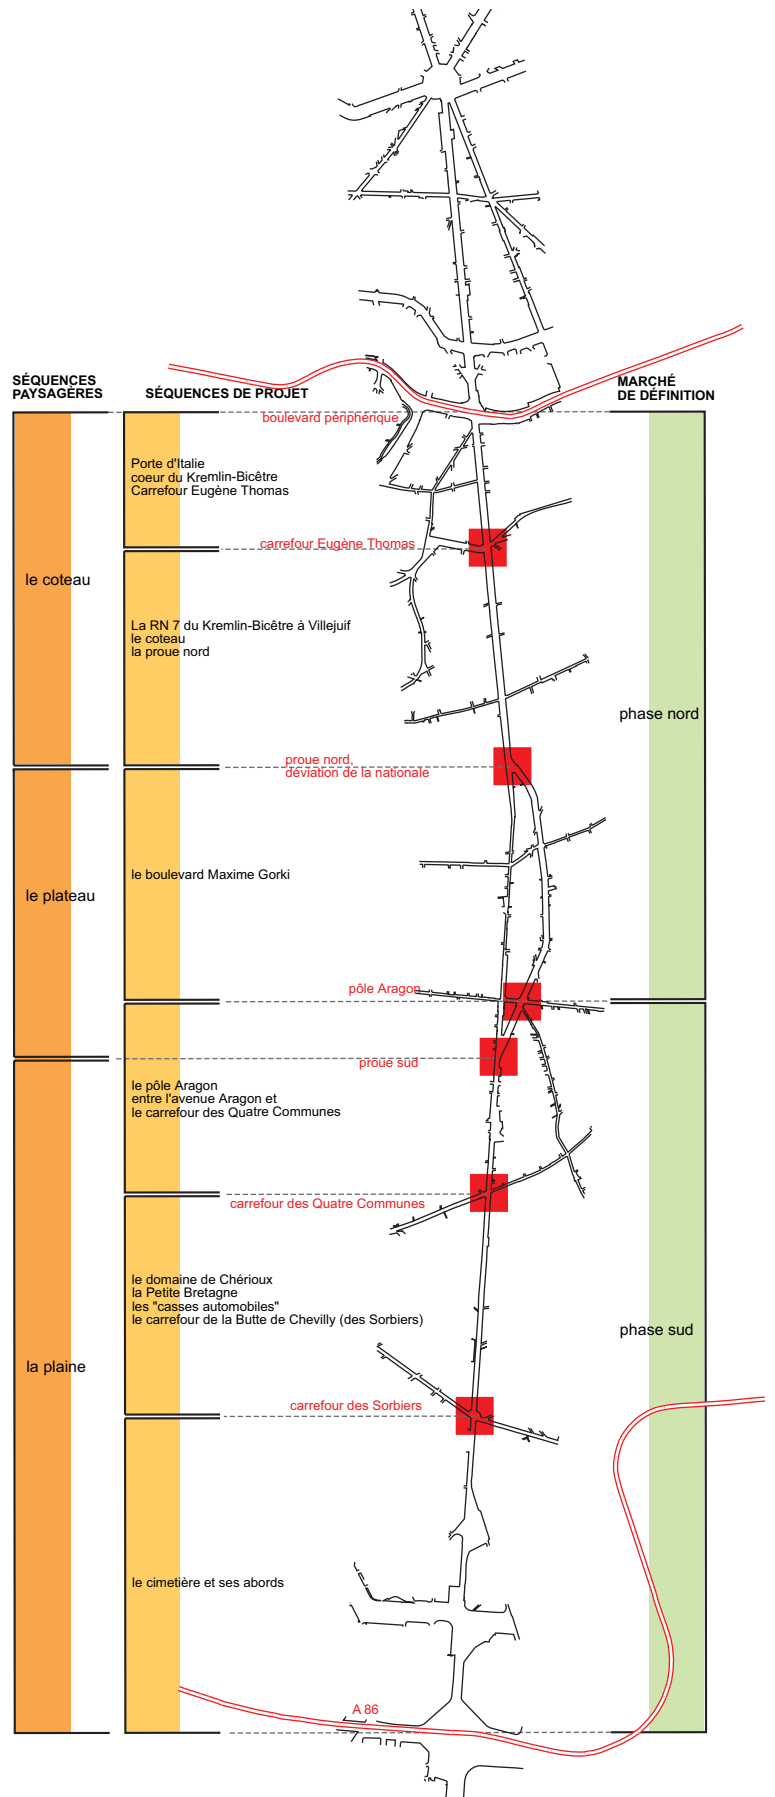 SÉQUENCES
PAYSAGÈRES
SÉQUENCES DE PROJET
MARCHÉ
DE DÉFINITION
boulevard périphérique
Porte d'Italie
coeur du Kremlin-Bicêtre
Carrefour Eugène Thomas
carrefour Eugène Thomas
le coteau
La RN 7 du Kremlin-Bicêtre à Villejuif
le coteau
la proue nord
phase nord
proue nord,
déviation de la nationale
le boulevard Maxime Gorki
le plateau
pôle Aragon
proue sud
le pôle Aragon
entre l'avenue Aragon et
le carrefour des Quatre Communes
carrefour des Quatre Communes
le domaine de Chérioux
la Petite Bretagne
les "casses automobiles"
le carrefour de la Butte de Chevilly (des Sorbiers)
phase sud
la plaine
carrefour des Sorbiers
le cimetière et ses abords
A 86